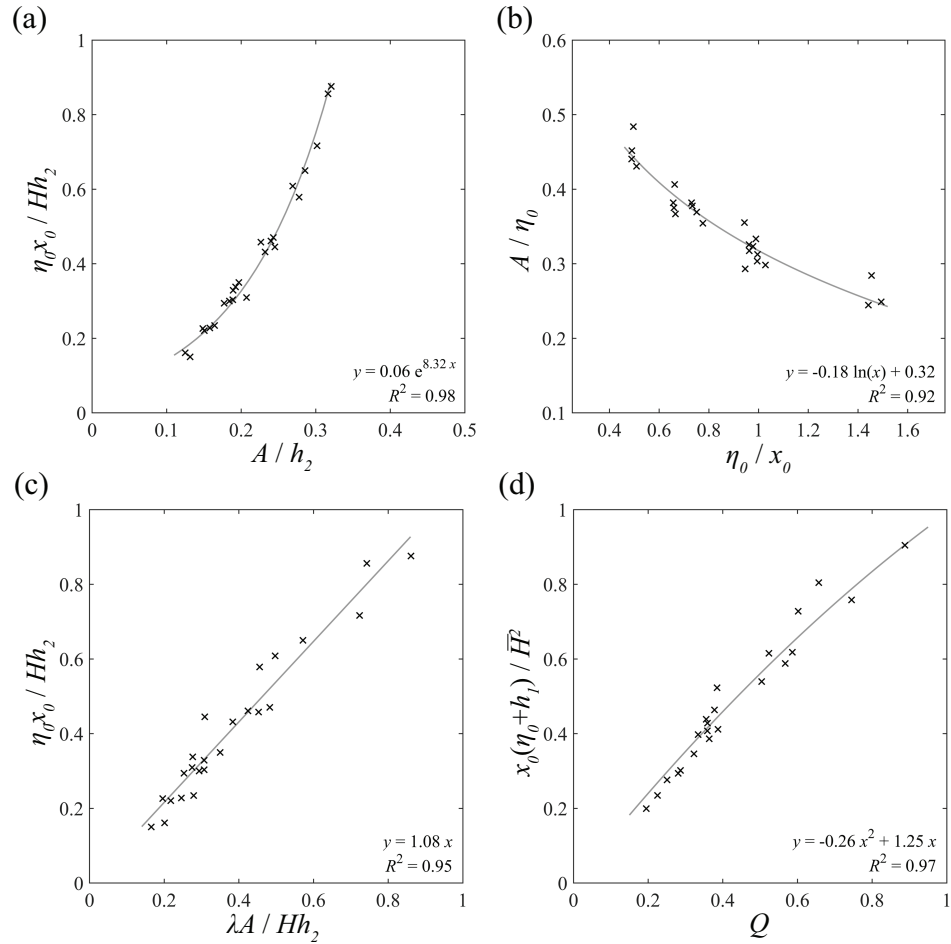 (a)
1
0.8
0.6
0.4
0.2
0
0 0.1 0.2 0.3 0.4 0.5
η₀x₀ / Hh₂
A / h₂
y = 0.06 e^{8.32 x}
R² = 0.98
(b)
0.6
0.5
0.4
0.3
0.2
0.1
0.4 0.6 0.8 1 1.2 1.4 1.6
A / η₀
η₀ / x₀
y = -0.18 ln(x) + 0.32
R² = 0.92
(c)
1
0.8
0.6
0.4
0.2
0
0 0.2 0.4 0.6 0.8 1
η₀x₀ / Hh₂
λA / Hh₂
y = 1.08 x
R² = 0.95
(d)
1
0.8
0.6
0.4
0.2
0
0 0.2 0.4 0.6 0.8 1
x₀(η₀+h₁) / H̅²
Q
y = -0.26 x² + 1.25 x
R² = 0.97